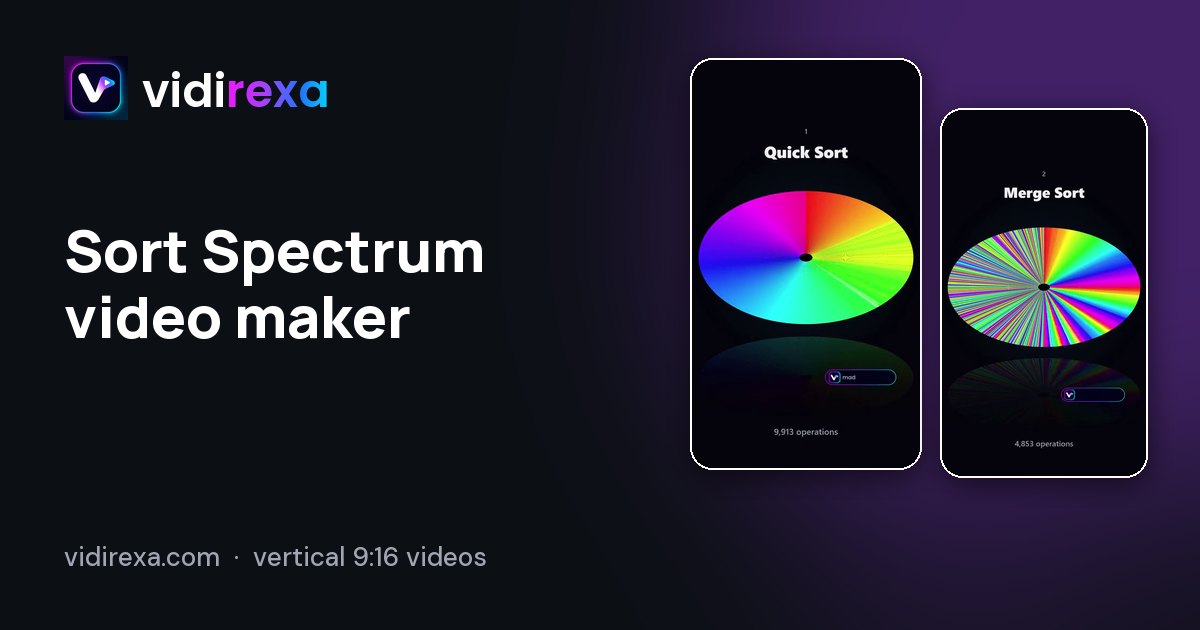 vidirexa
Sort Spectrum
video maker
vidirexa.com · vertical 9:16 videos
1
Quick Sort
mad
9,913 operations
2
Merge Sort
4,853 operations